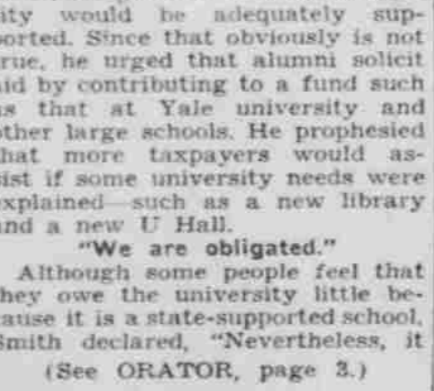 ity would be adequately sup-
ported. Since that obviously is not
rue, he urged that alumni solicit
aid by contributing to a fund such
as that at Yale university and
other large schools. He prophesied
that more taxpayers would as-
sist if some university needs were
explained—such as a new library
and a new U Hall.
"We are obligated."
Although some people feel that
they owe the university little be-
cause it is a state-supported school,
Smith declared, "Nevertheless, it
(See ORATOR, page 3.)